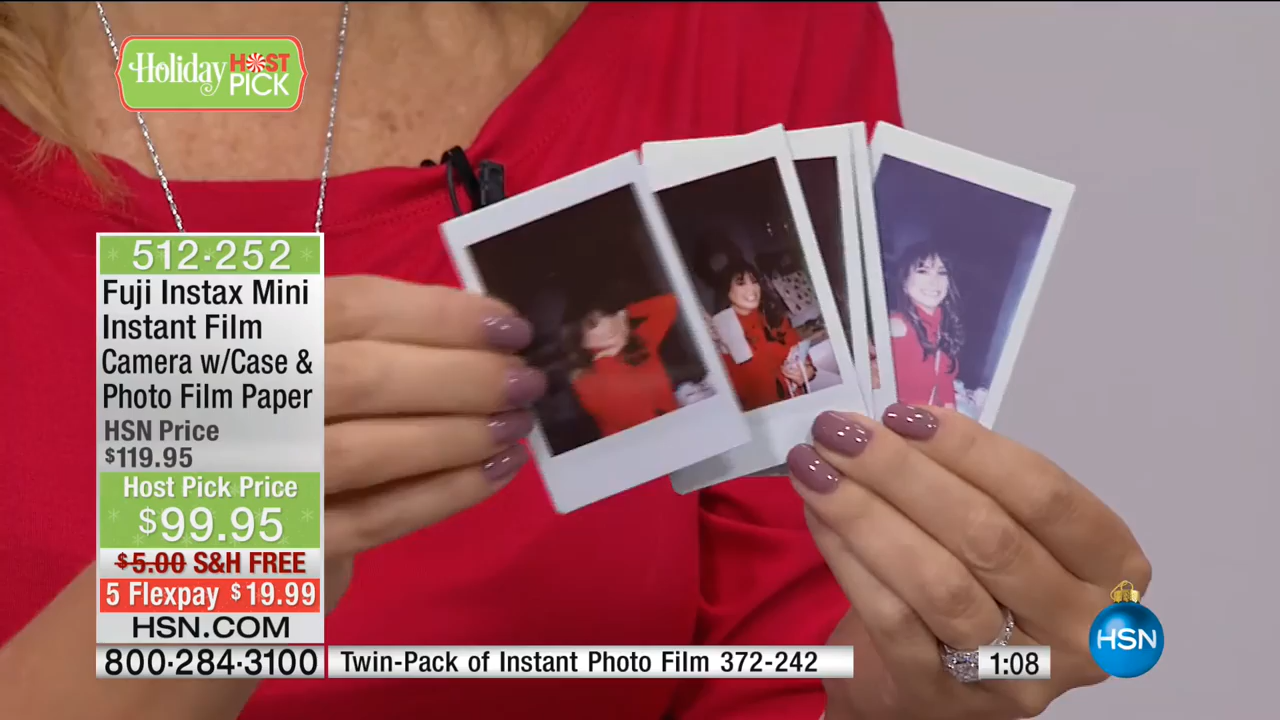 Holiday HOST
PICK
512·252
Fuji Instax Mini
Instant Film
Camera w/Case &
Photo Film Paper
HSN Price
$119.95
Host Pick Price
$99.95
$5.00 S&H FREE
5 Flexpay $19.99
HSN.COM
800·284·3100
Twin-Pack of Instant Photo Film 372-242
1:08
HSN